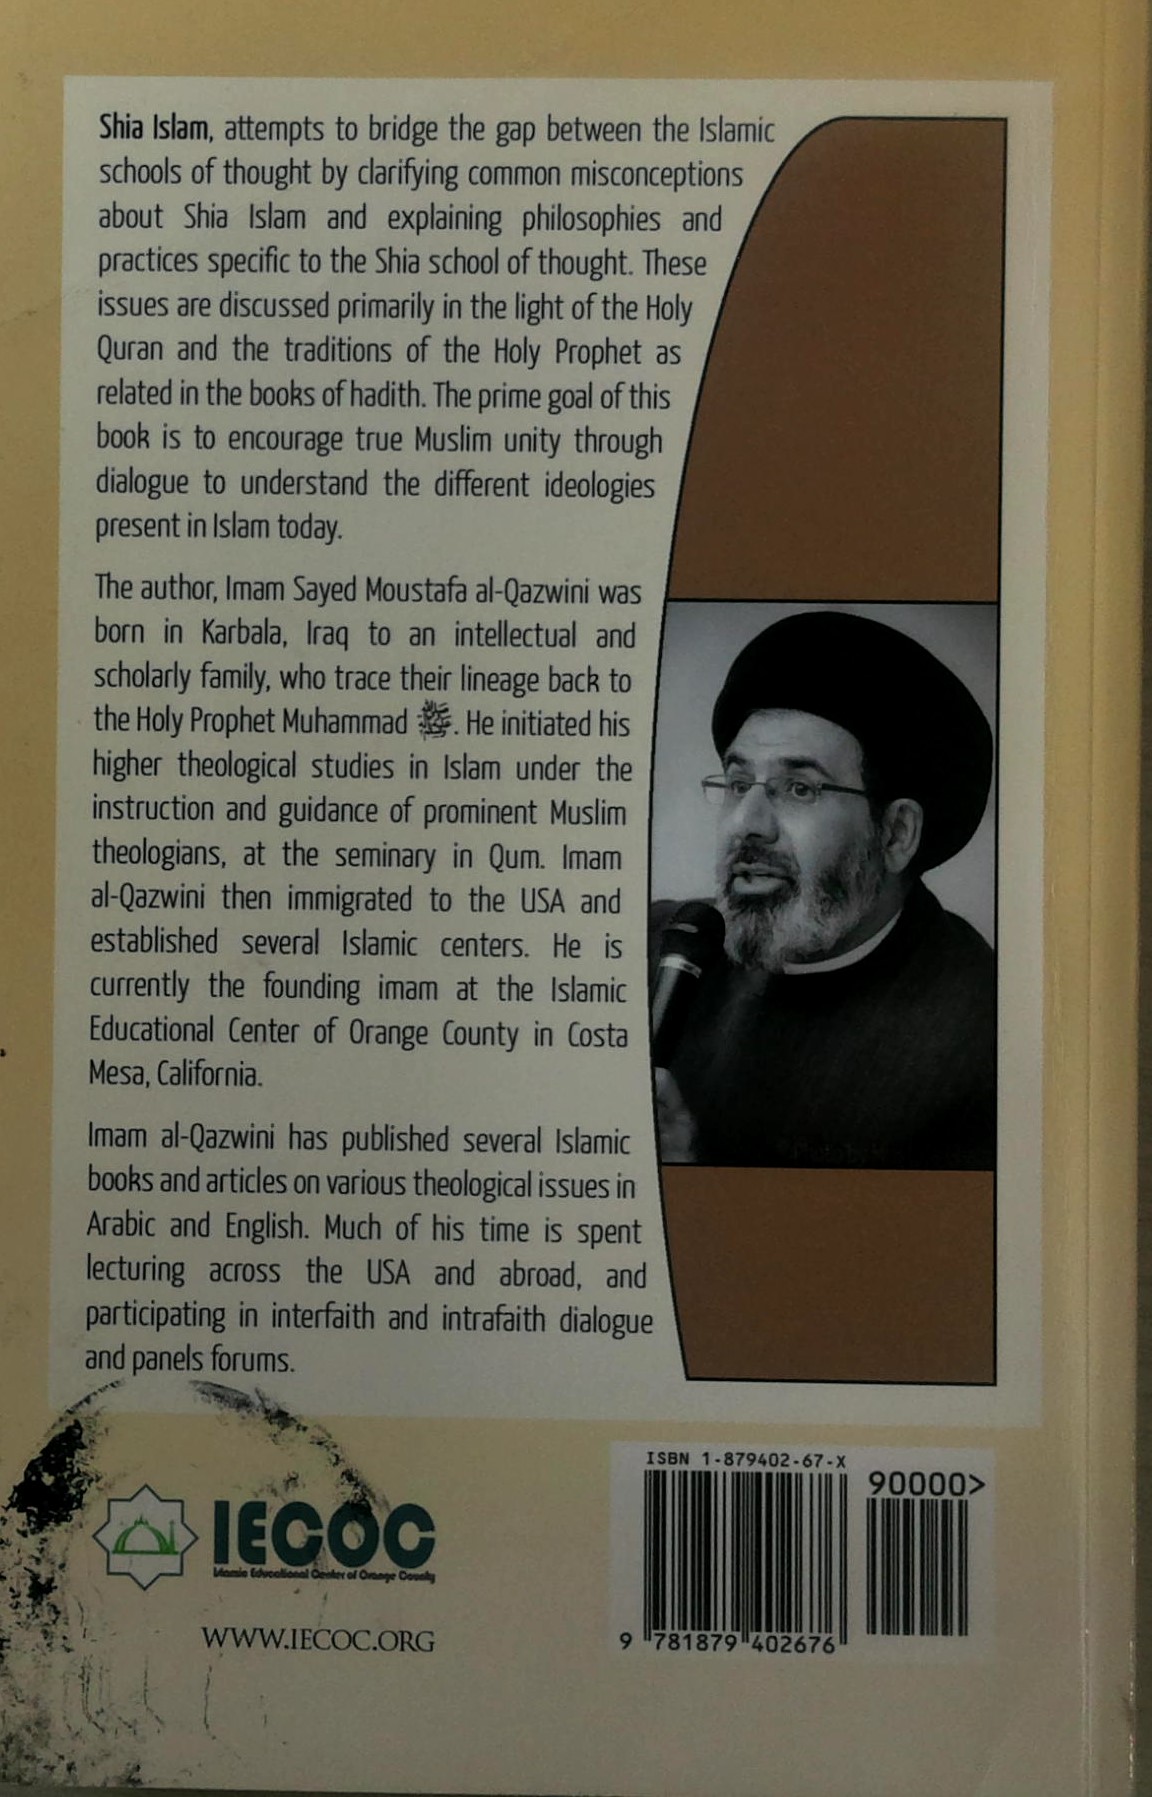 Shia Islam, attempts to bridge the gap between the Islamic
schools of thought by clarifying common misconceptions
about Shia Islam and explaining philosophies and
practices specific to the Shia school of thought. These
issues are discussed primarily in the light of the Holy
Quran and the traditions of the Holy Prophet as
related in the books of hadith. The prime goal of this
book is to encourage true Muslim unity through
dialogue to understand the different ideologies
present in Islam today.
The author, Imam Sayed Moustafa al-Qazwini was
born in Karbala, Iraq to an intellectual and
scholarly family, who trace their lineage back to
the Holy Prophet Muhammad ﷺ. He initiated his
higher theological studies in Islam under the
instruction and guidance of prominent Muslim
theologians, at the seminary in Qum. Imam
al-Qazwini then immigrated to the USA and
established several Islamic centers. He is
currently the founding imam at the Islamic
Educational Center of Orange County in Costa
Mesa, California.
Imam al-Qazwini has published several Islamic
books and articles on various theological issues in
Arabic and English. Much of his time is spent
lecturing across the USA and abroad, and
participating in interfaith and intrafaith dialogue
and panels forums.
IECOC
Islamic Educational Center of Orange County
WWW.IECOC.ORG
ISBN 1-879402-67-X
90000>
9 781879 402676